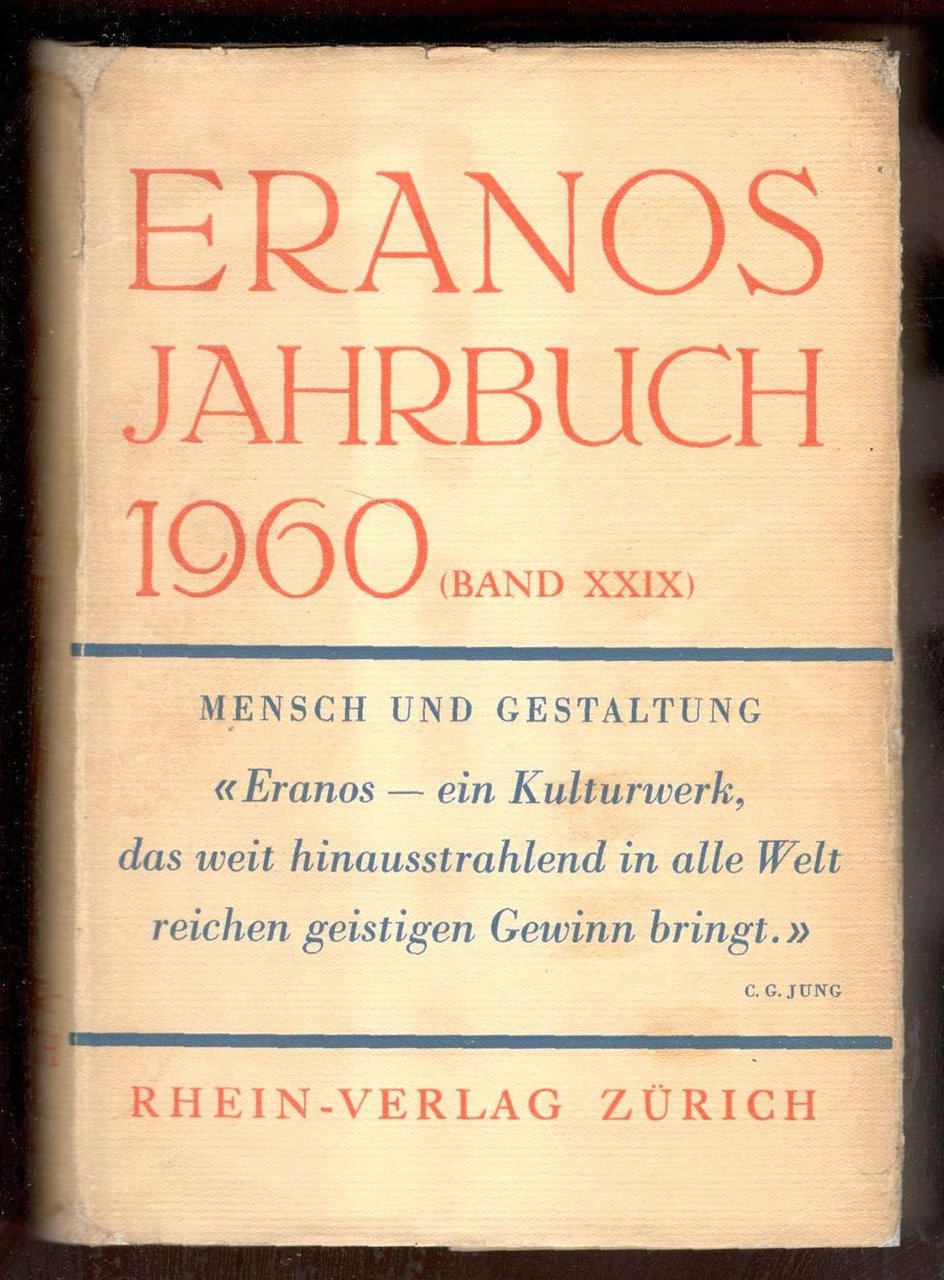 ERANOS
JAHRBUCH
1960 (BAND XXIX)
MENSCH UND GESTALTUNG
«Eranos — ein Kulturwerk,
das weit hinausstrahlend in alle Welt
reichen geistigen Gewinn bringt.»
C. G. JUNG
RHEIN-VERLAG ZÜRICH